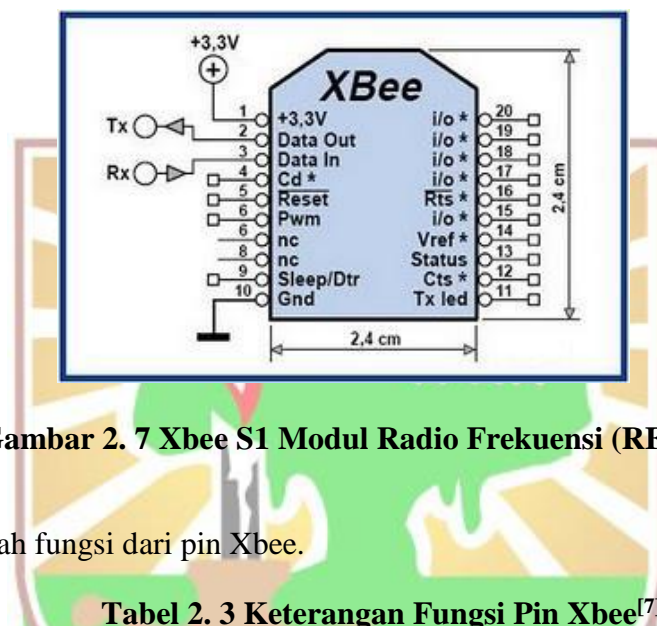 +3,3V
XBee
Tx
Rx
1 +3,3V
2 Data Out
3 Data In
4 Cd *
5 Reset
6 Pwm
6 nc
8 nc
9 Sleep/Dtr
10 Gnd
i/o * 20
i/o * 19
i/o * 18
i/o * 17
Rts * 16
i/o * 15
Vref * 14
Status 13
Cts * 12
Tx led 11
2,4 cm
2,4 cm
Gambar 2. 7 Xbee S1 Modul Radio Frekuensi (RF
ah fungsi dari pin Xbee.
Tabel 2. 3 Keterangan Fungsi Pin Xbee[7]